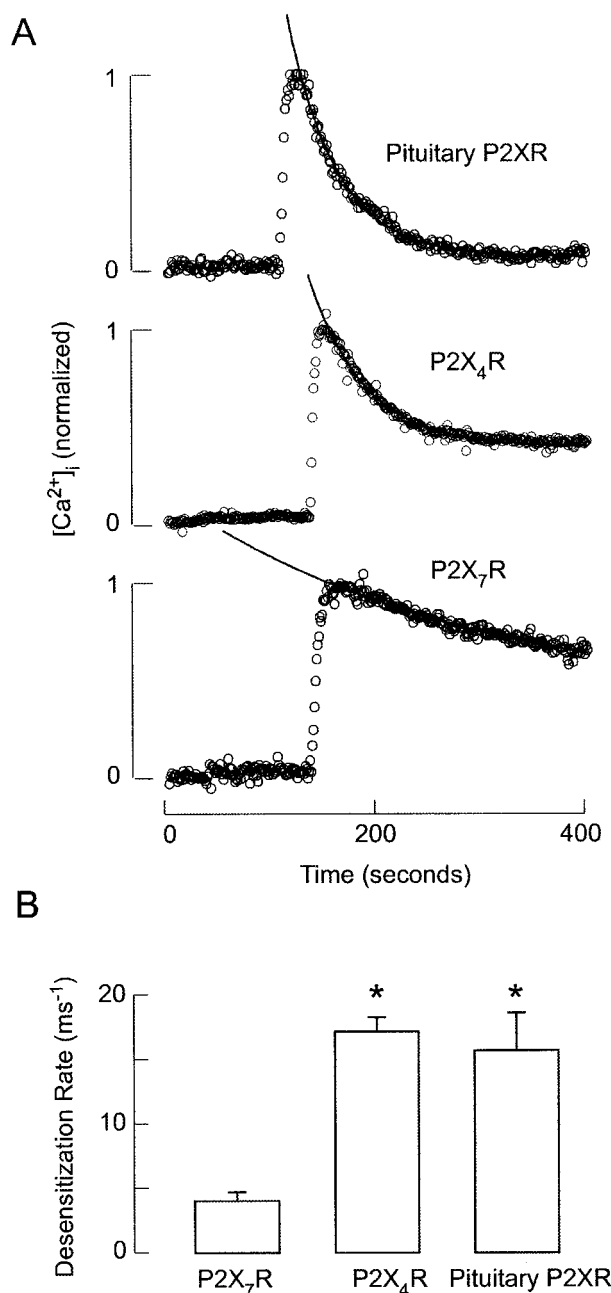 A
1
Pituitary P2XR
0
1
P2X₄R
[Ca²⁺]ᵢ (normalized)
0
P2X₇R
1
0
0 200 400
Time (seconds)
B
20
* *
Desensitization Rate (ms⁻¹)
10
0
P2X₇R P2X₄R Pituitary P2XR